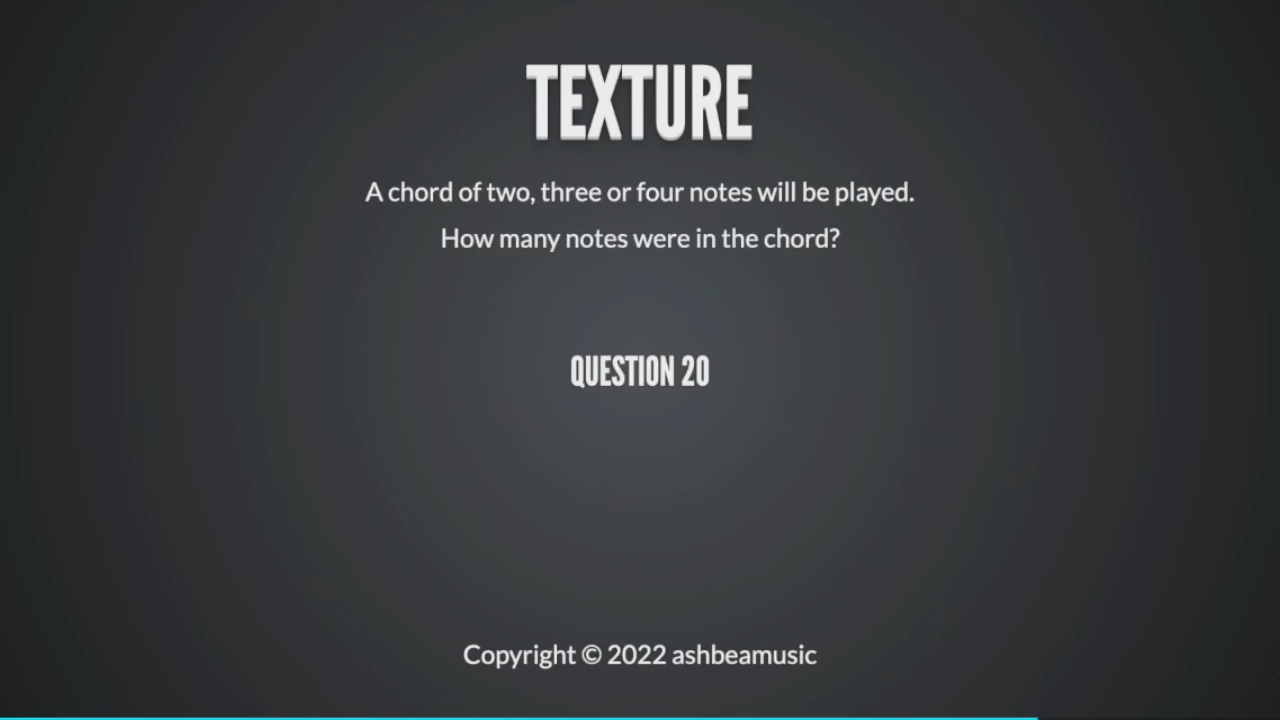 TEXTURE
A chord of two, three or four notes will be played.
How many notes were in the chord?
QUESTION 20
Copyright © 2022 ashbeamusic